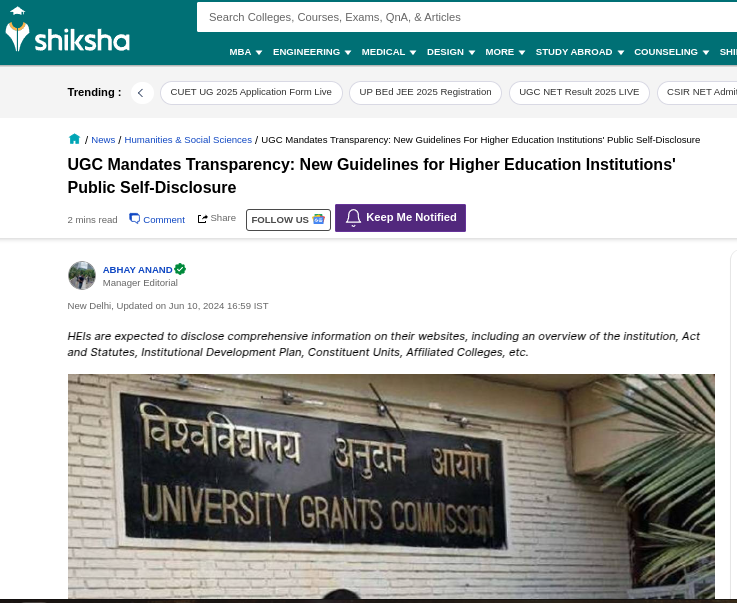 shiksha
Search Colleges, Courses, Exams, QnA, & Articles
MBA ENGINEERING MEDICAL DESIGN MORE STUDY ABROAD COUNSELING SHI
Trending :
CUET UG 2025 Application Form Live
UP BEd JEE 2025 Registration
UGC NET Result 2025 LIVE
CSIR NET Admit
/ News / Humanities & Social Sciences / UGC Mandates Transparency: New Guidelines For Higher Education Institutions' Public Self-Disclosure
UGC Mandates Transparency: New Guidelines for Higher Education Institutions'
Public Self-Disclosure
2 mins read Comment Share FOLLOW US Keep Me Notified
ABHAY ANAND
Manager Editorial
New Delhi, Updated on Jun 10, 2024 16:59 IST
HEIs are expected to disclose comprehensive information on their websites, including an overview of the institution, Act
and Statutes, Institutional Development Plan, Constituent Units, Affiliated Colleges, etc.
विश्वविद्यालय अनुदान आयोग
UNIVERSITY GRANTS COMMISSION